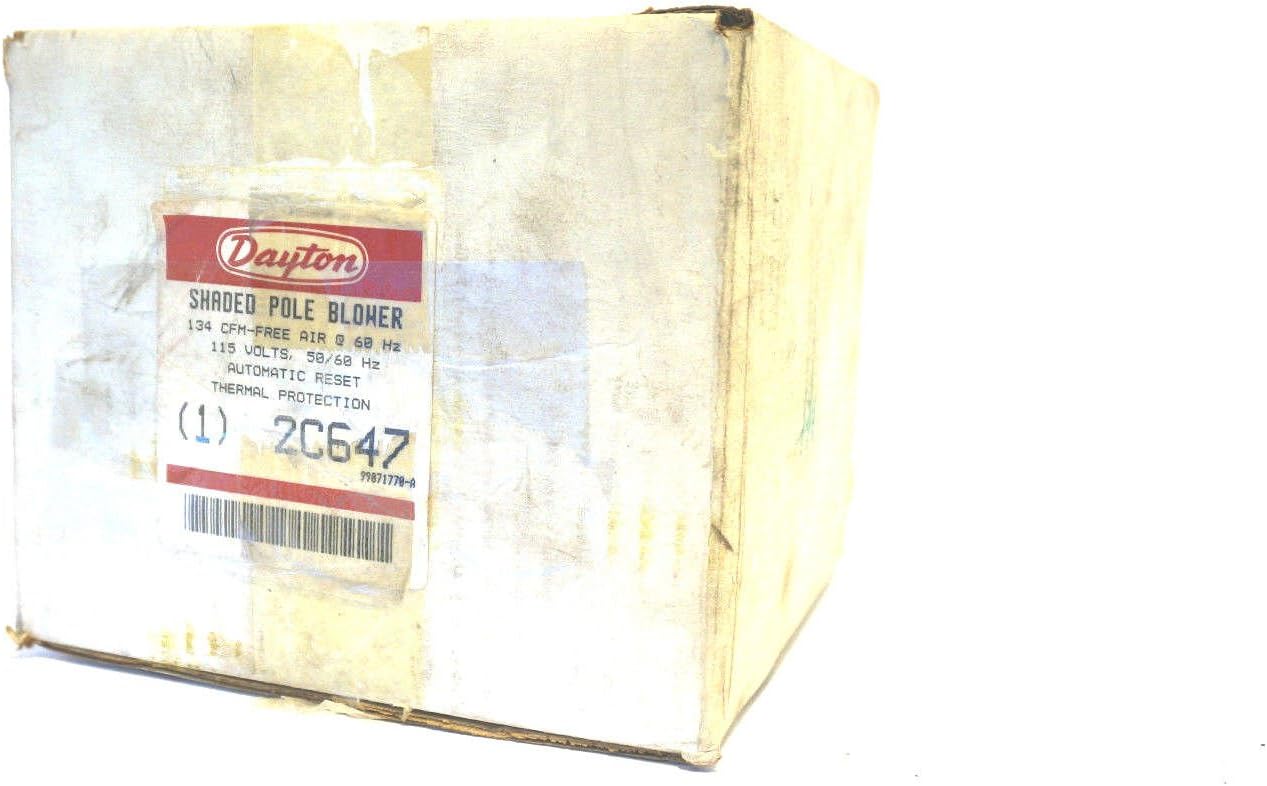 Dayton
SHADED POLE BLOWER
134 CFM-FREE AIR @ 60 Hz
115 VOLTS, 50/60 Hz
AUTOMATIC RESET
THERMAL PROTECTION
(1) 2C647
99071770-A